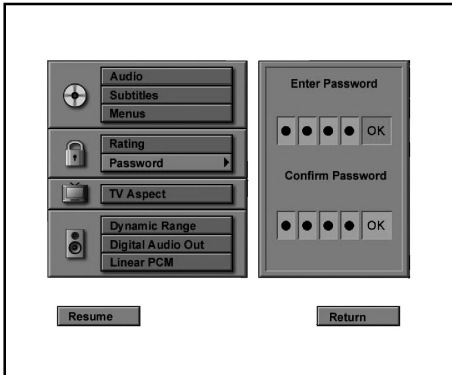 Audio
Subtitles
Menus
Rating
Password
TV Aspect
Dynamic Range
Digital Audio Out
Linear PCM
Enter Password
OK
Confirm Password
OK
Resume
Return